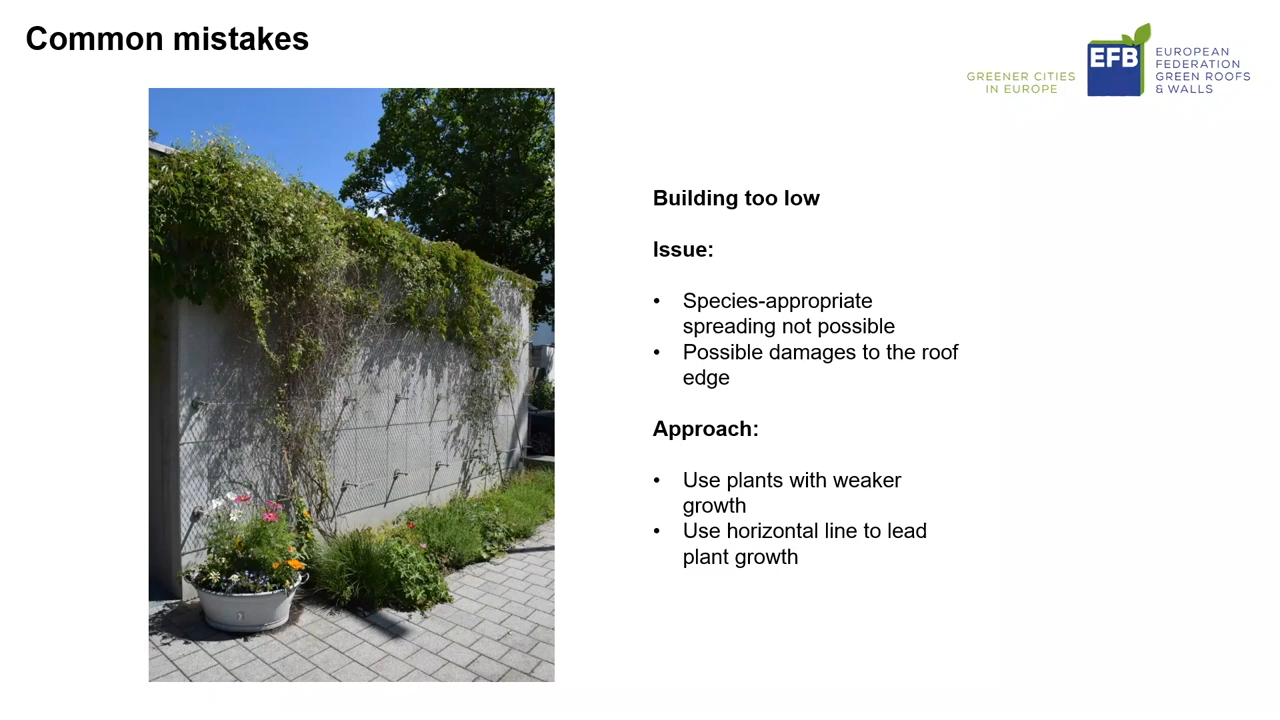 Common mistakes
GREENER CITIES
IN EUROPE
EFB
EUROPEAN
FEDERATION
GREEN ROOFS
& WALLS
Building too low
Issue:
• Species-appropriate
spreading not possible
• Possible damages to the roof
edge
Approach:
• Use plants with weaker
growth
• Use horizontal line to lead
plant growth